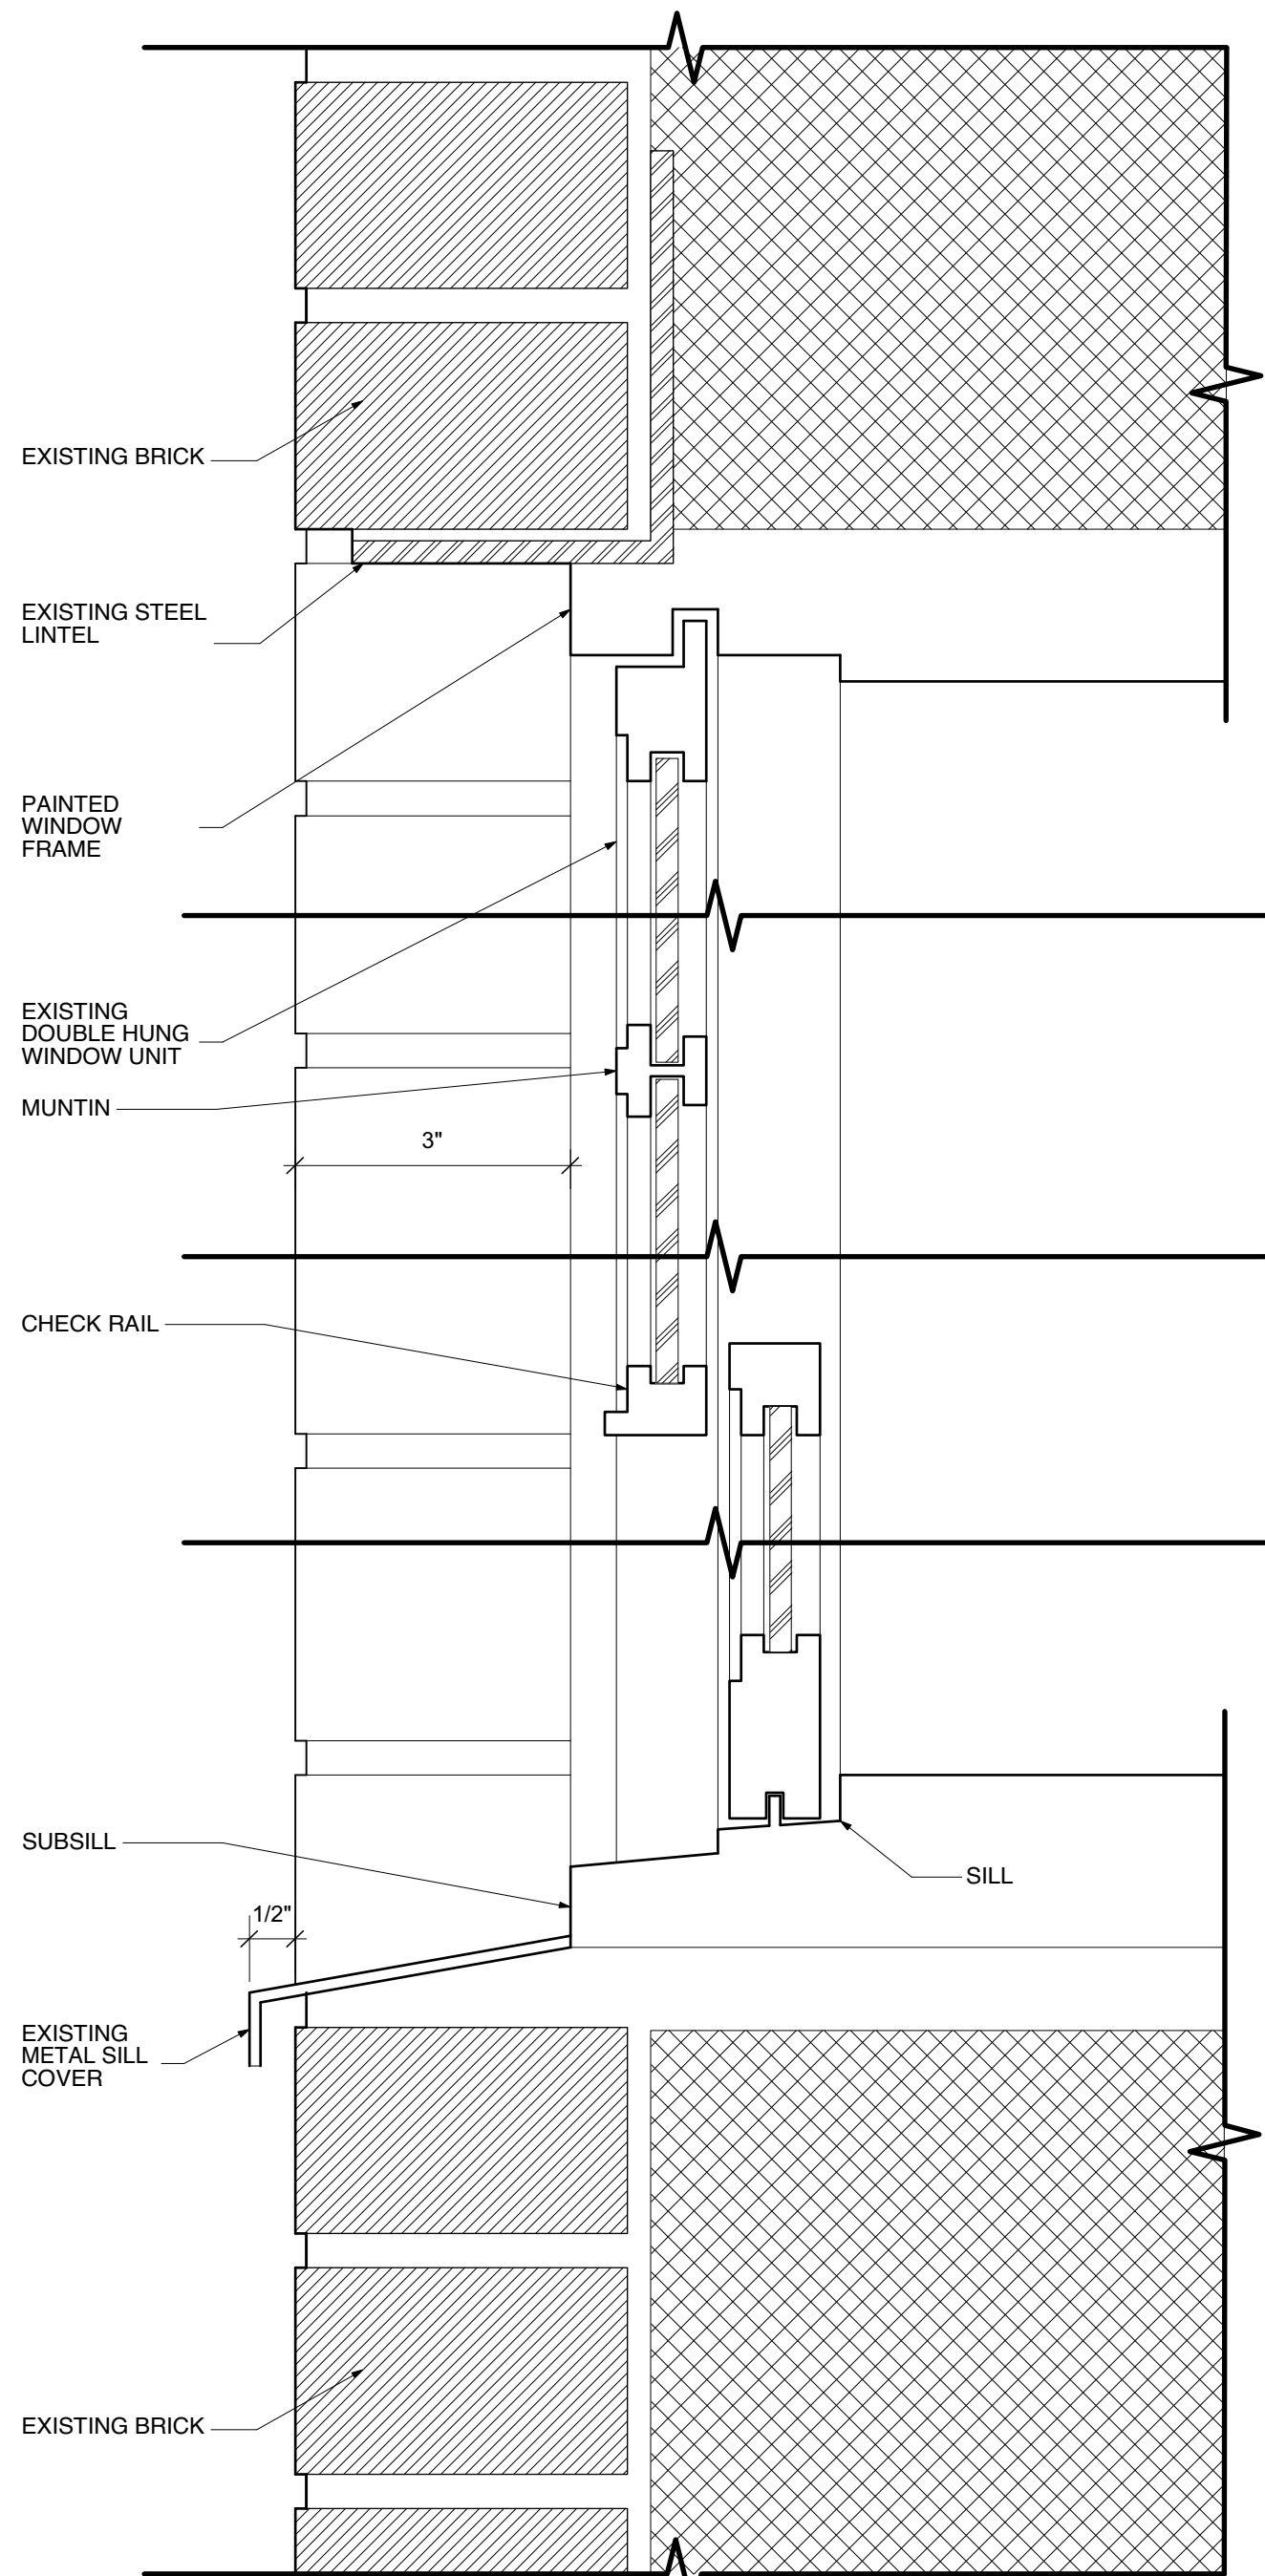 EXISTING BRICK
EXISTING STEEL
LINTEL
PAINTED
WINDOW
FRAME
EXISTING
DOUBLE HUNG
WINDOW UNIT
MUNTIN
3"
CHECK RAIL
SUBSILL
SILL
1/2"
EXISTING
METAL SILL
COVER
EXISTING BRICK